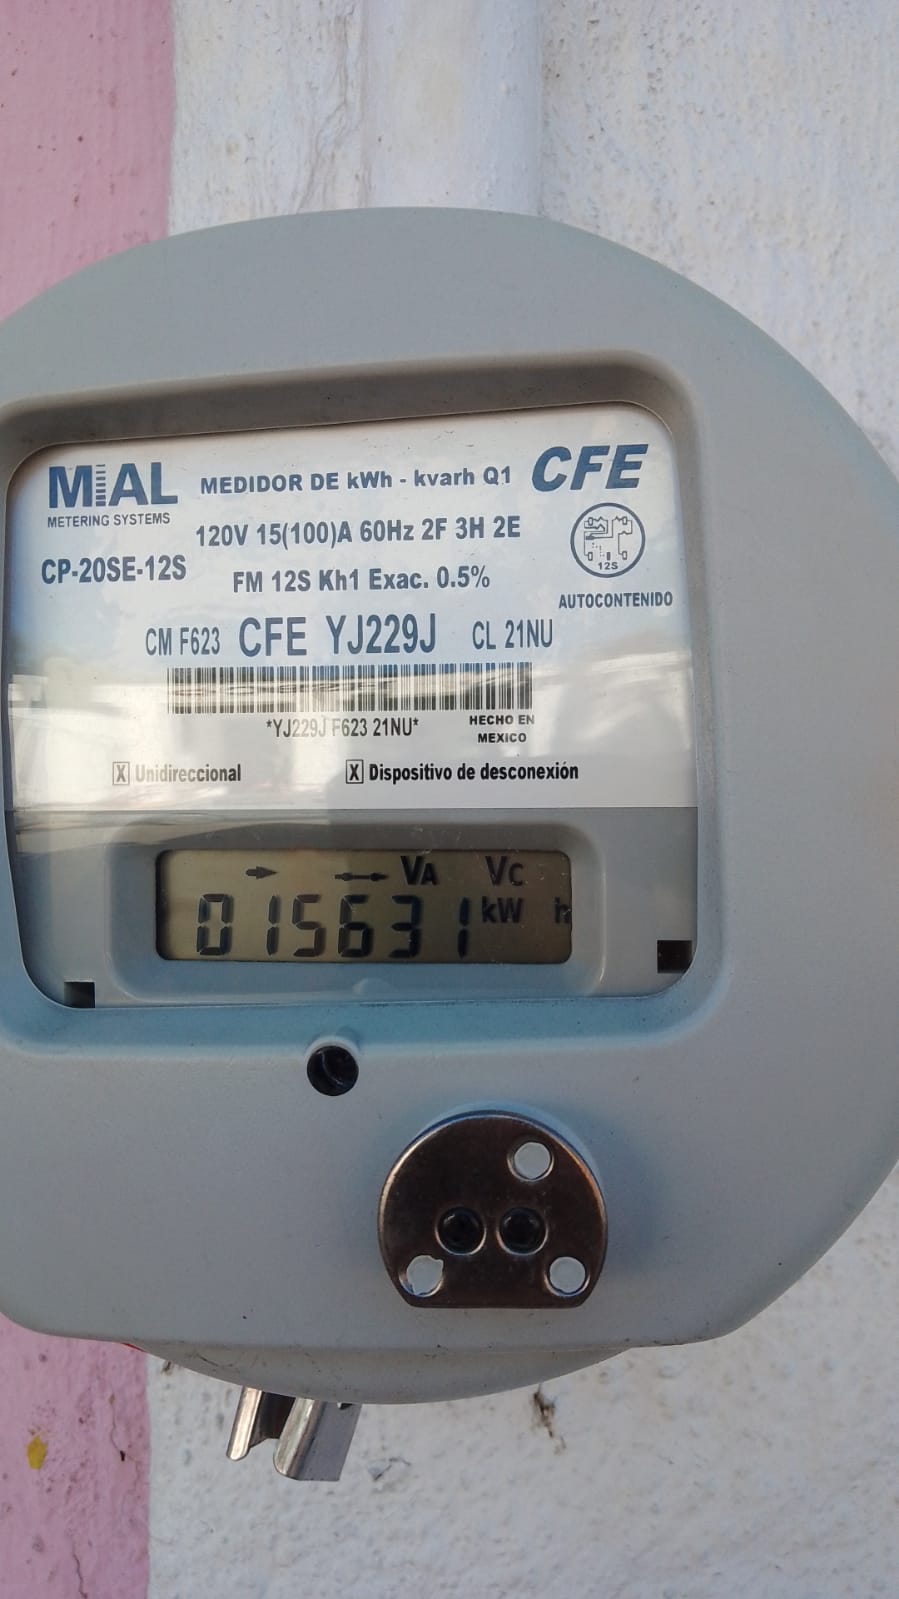 MIAL
METERING SYSTEMS
MEDIDOR DE kWh - kvarh Q1
CFE
120V 15(100)A 60Hz 2F 3H 2E
CP-20SE-12S
FM 12S Kh1 Exac. 0.5%
12S
AUTOCONTENIDO
CM F623 CFE YJ229J CL 21NU
*YJ229J F623 21NU*
HECHO EN
MEXICO
X Unidireccional
X Dispositivo de desconexión
VA VC
015631 kW h